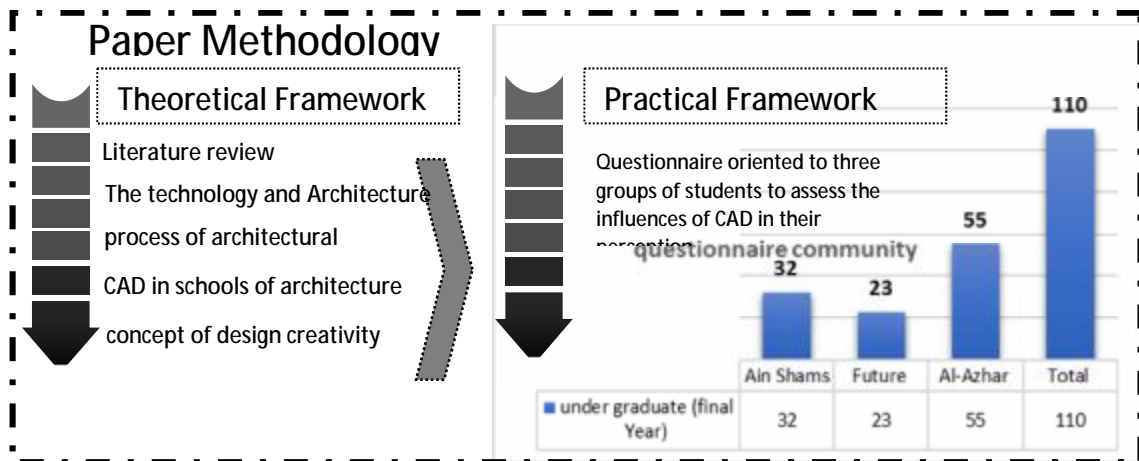 Paper Methodology
Theoretical Framework
Literature review
The technology and Architecture
process of architectural
CAD in schools of architecture
concept of design creativity
Practical Framework
Questionnaire oriented to three
groups of students to assess the
influences of CAD in their
perception
questionnaire community
32
23
55
110
Ain Shams Future Al-Azhar Total
under graduate (final
Year)
32 23 55 110